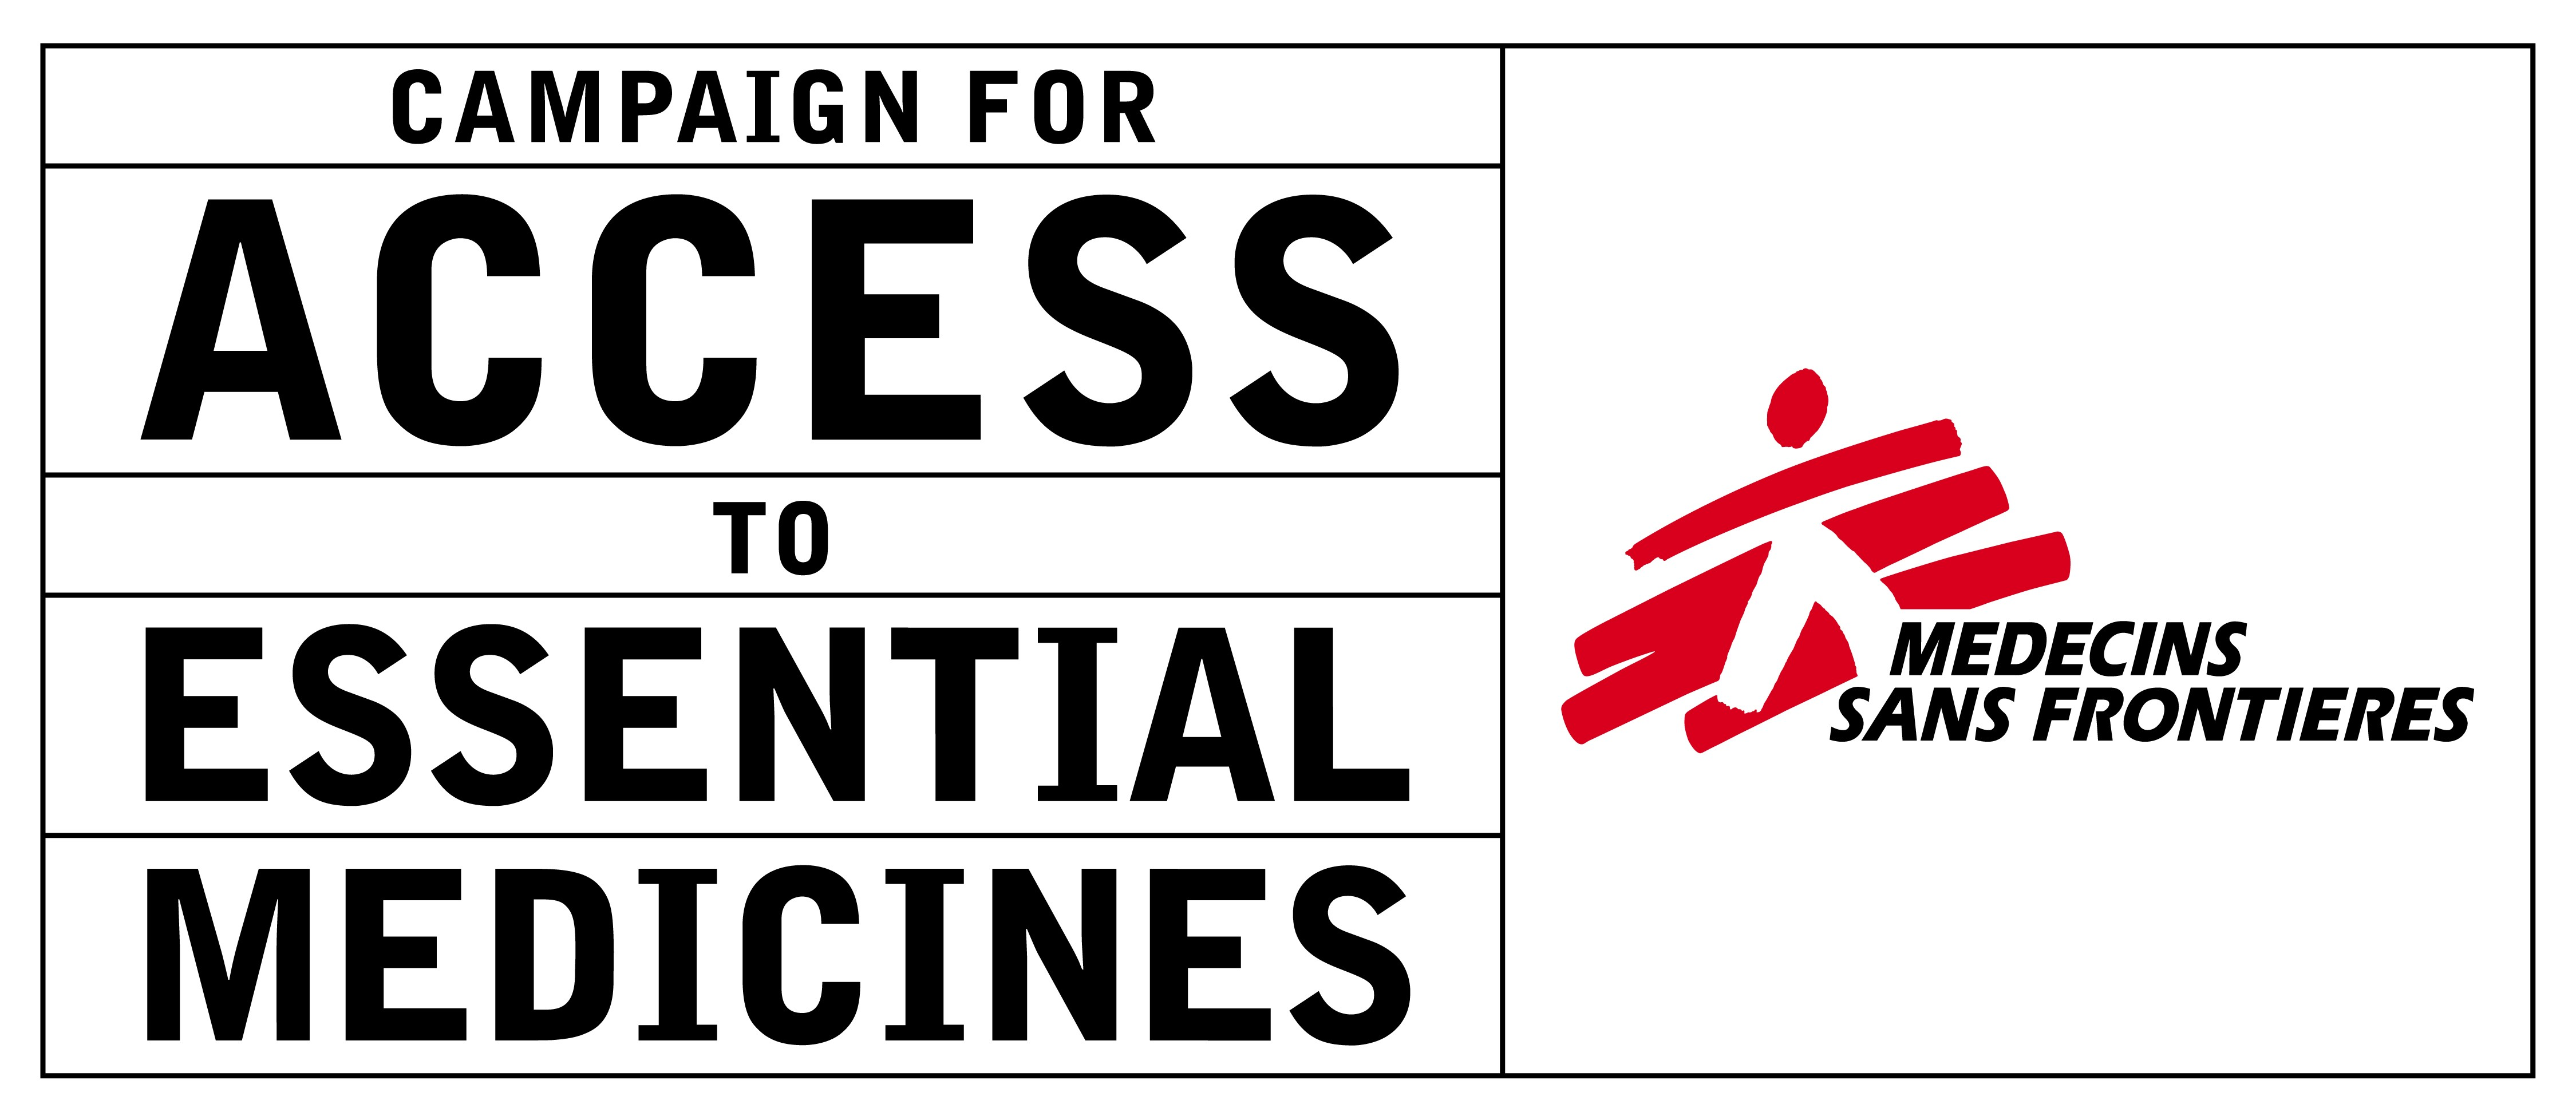 CAMPAIGN FOR
ACCESS
TO
ESSENTIAL
MEDICINES
MEDECINS
SANS FRONTIERES